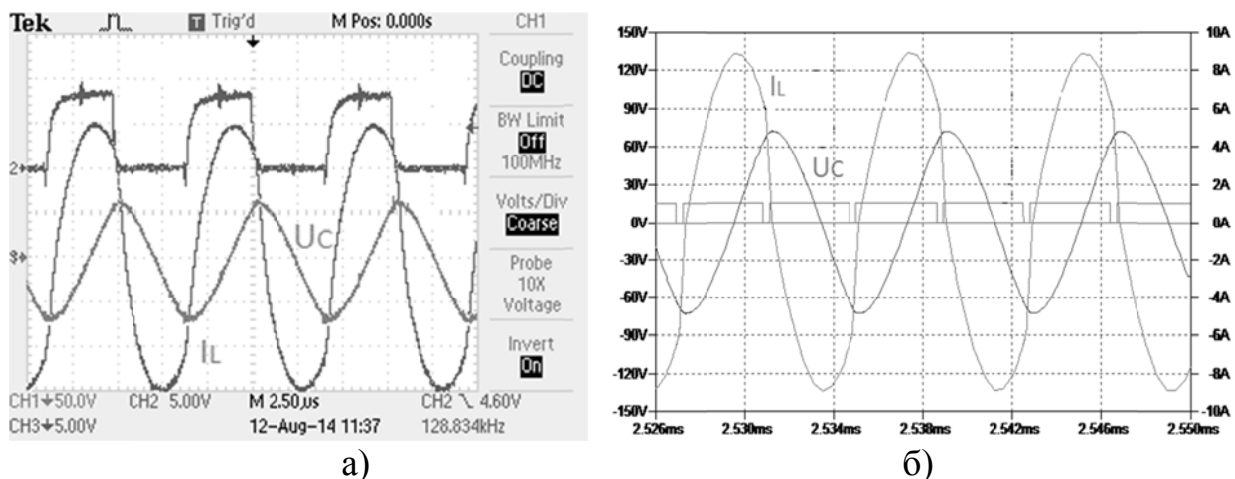 Tek Trig'd M Pos: 0.000s CH1
Coupling
DC
BW Limit
Off
100MHz
Volts/Div
Coarse
Probe
10X
Voltage
Invert
On
2
3
UC
IL
CH1 50.0V CH2 5.00V M 2.50µs CH2 4.60V
CH3 5.00V 12-Aug-14 11:37 128.834kHz
а)
150V 10A
120V 8A
90V 6A
60V 4A
30V 2A
0V 0A
-30V -2A
-60V -4A
-90V -6A
-120V -8A
-150V -10A
IL
UC
2.526ms 2.530ms 2.534ms 2.538ms 2.542ms 2.546ms 2.550ms
б)